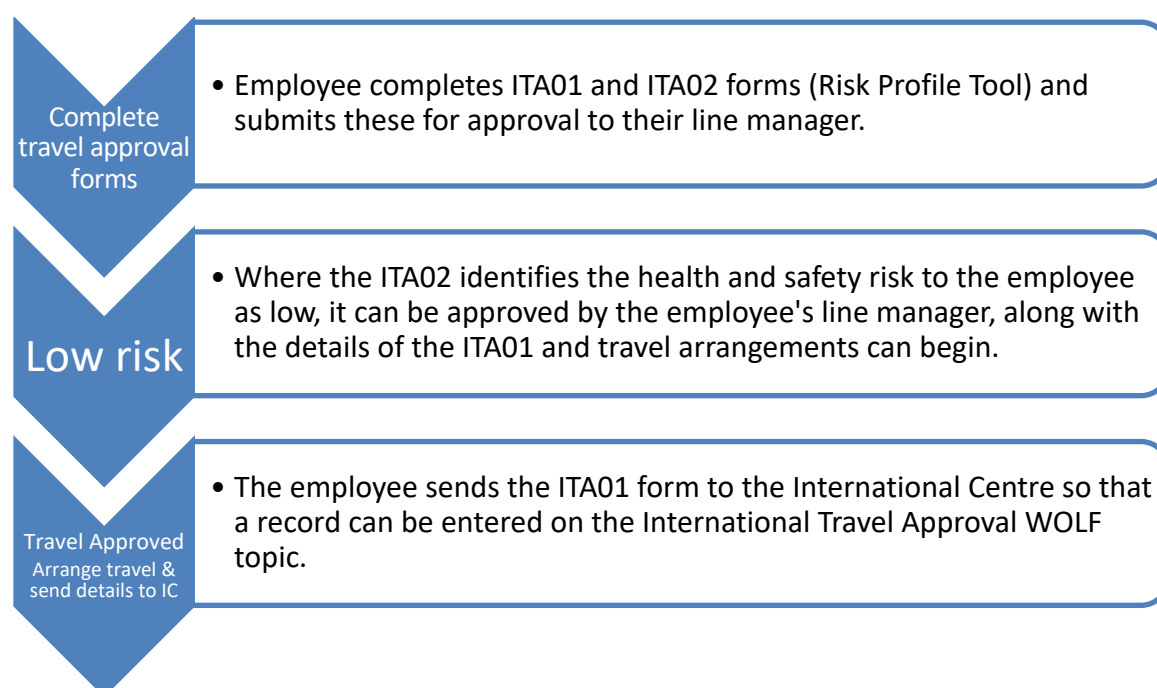 Complete
travel approval
forms
• Employee completes ITA01 and ITA02 forms (Risk Profile Tool) and
submits these for approval to their line manager.
Low risk
• Where the ITA02 identifies the health and safety risk to the employee
as low, it can be approved by the employee's line manager, along with
the details of the ITA01 and travel arrangements can begin.
Travel Approved
Arrange travel &
send details to IC
• The employee sends the ITA01 form to the International Centre so that
a record can be entered on the International Travel Approval WOLF
topic.